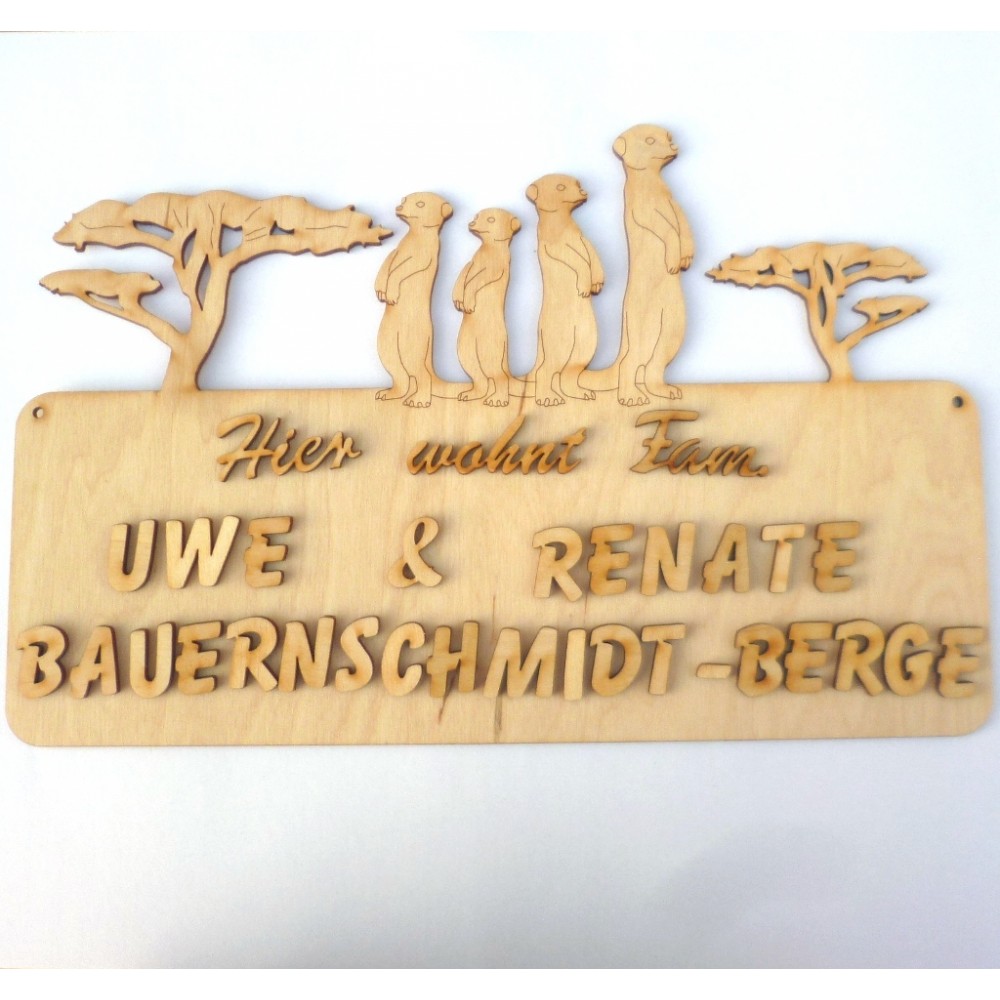 Hier wohnt Fam.
UWE & RENATE
BAUERNSCHMIDT-BERGE